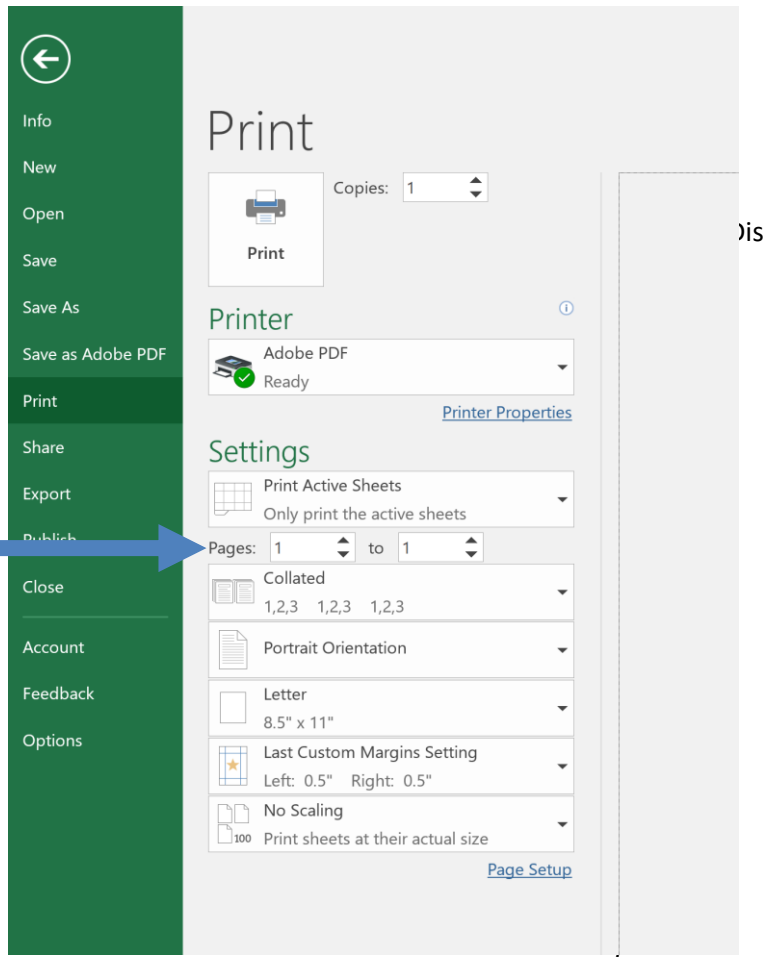 Info
New
Open
Save
Save As
Save as Adobe PDF
Print
Share
Export
Publish
Close
Account
Feedback
Options
Print
Copies: 1
Print
Printer
Adobe PDF
Ready
Printer Properties
Settings
Print Active Sheets
Only print the active sheets
Pages: 1 to 1
Collated
1,2,3 1,2,3 1,2,3
Portrait Orientation
Letter
8.5" x 11"
Last Custom Margins Setting
Left: 0.5" Right: 0.5"
No Scaling
100 Print sheets at their actual size
Page Setup